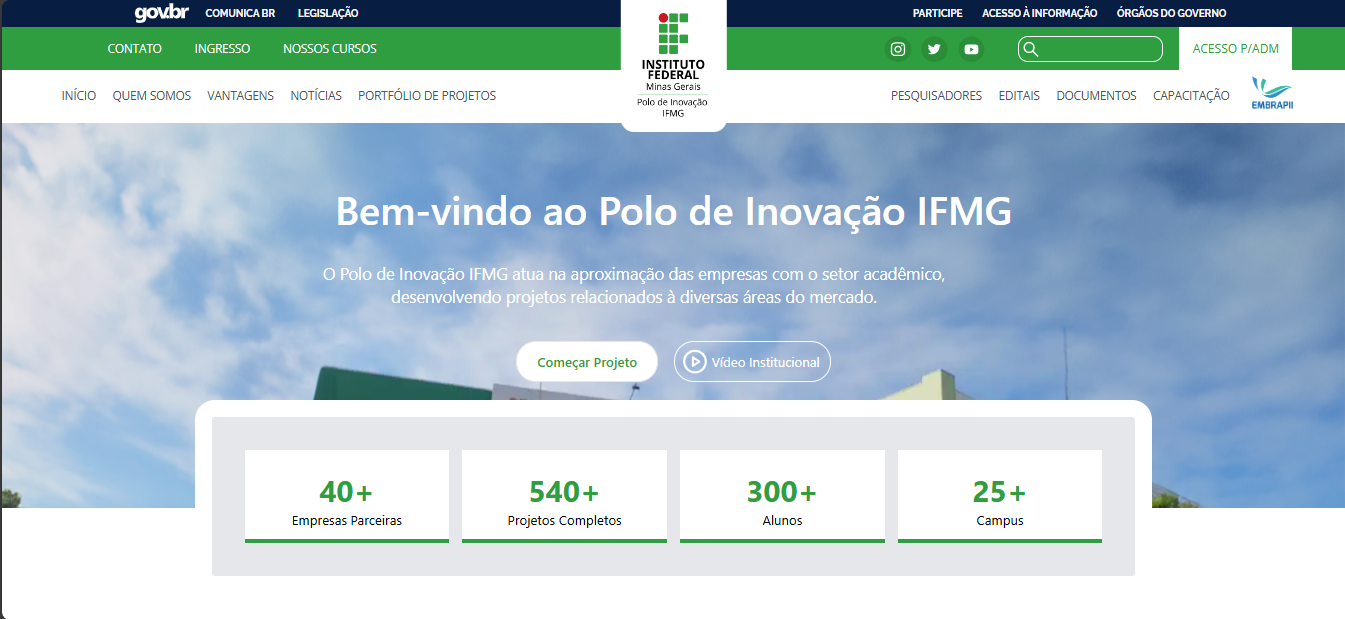 gov.br COMUNICA BR LEGISLAÇÃO PARTICIPE ACESSO À INFORMAÇÃO ÓRGÃOS DO GOVERNO
CONTATO INGRESSO NOSSOS CURSOS ACESSO P/ADM
INSTITUTO
FEDERAL
Minas Gerais
Polo de Inovação
IFMG
INÍCIO QUEM SOMOS VANTAGENS NOTÍCIAS PORTFÓLIO DE PROJETOS PESQUISADORES EDITAIS DOCUMENTOS CAPACITAÇÃO EMBRAPII
Bem-vindo ao Polo de Inovação IFMG
O Polo de Inovação IFMG atua na aproximação das empresas com o setor acadêmico,
desenvolvendo projetos relacionados à diversas áreas do mercado.
Começar Projeto Vídeo Institucional
40+ 540+ 300+ 25+
Empresas Parceiras Projetos Completos Alunos Campus